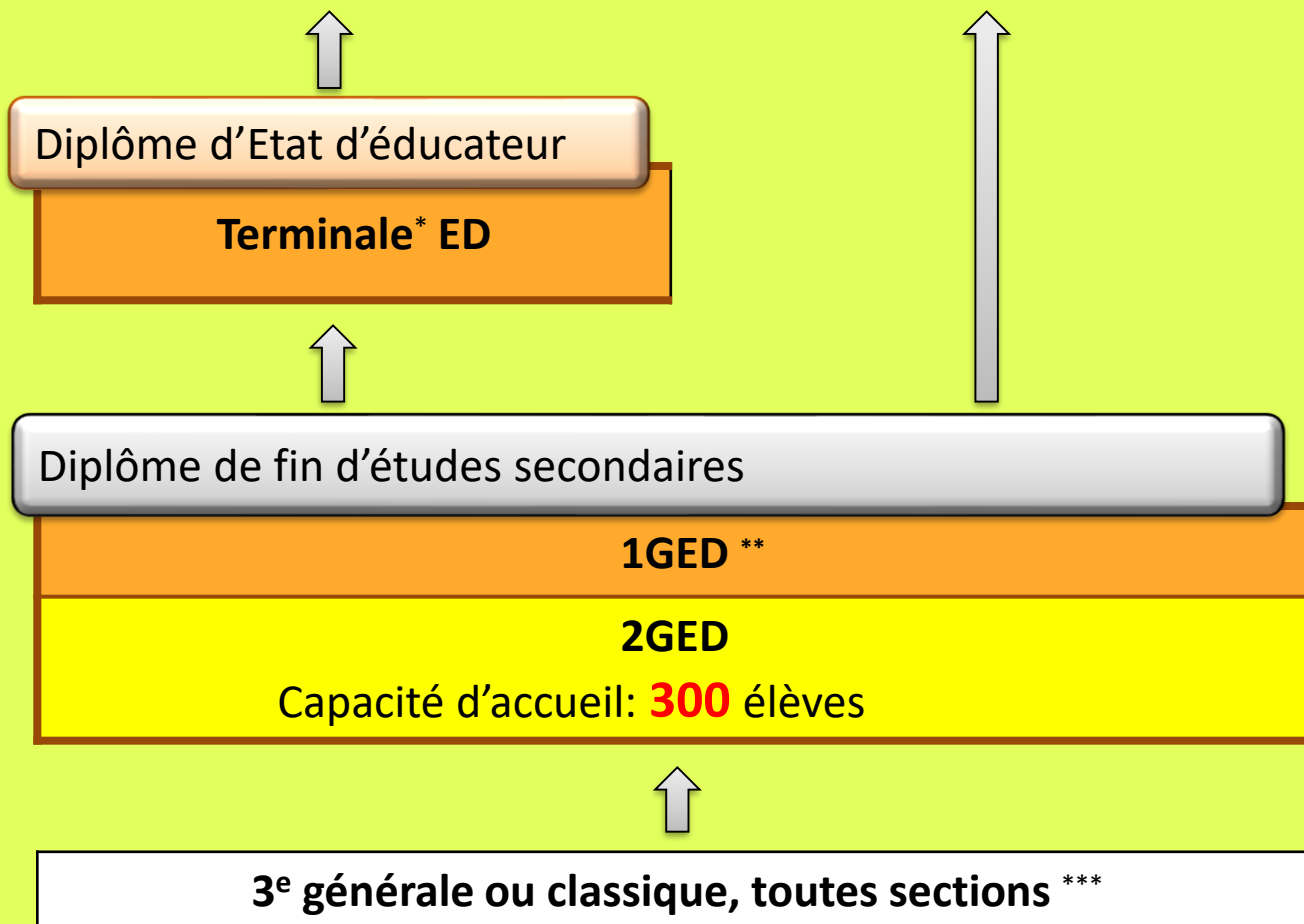 Diplôme d’Etat d’éducateur
Terminale* ED
Diplôme de fin d’études secondaires
1GED **
2GED
Capacité d’accueil: 300 élèves
3e générale ou classique, toutes sections ***